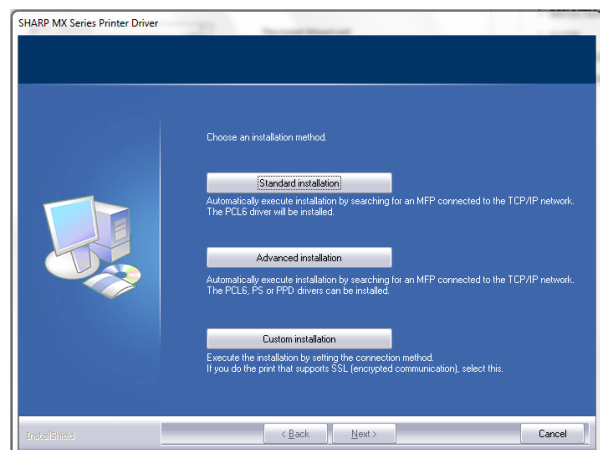 SHARP MX Series Printer Driver
Choose an installation method.
Standard installation
Automatically execute installation by searching for an MFP connected to the TCP/IP network.
The PCL6 driver will be installed.
Advanced installation
Automatically execute installation by searching for an MFP connected to the TCP/IP network.
The PCL6, PS or PPD drivers can be installed.
Custom installation
Execute the installation by setting the connection method.
If you do the print that supports SSL (encrypted communication), select this.
InstallShield
< Back Next > Cancel